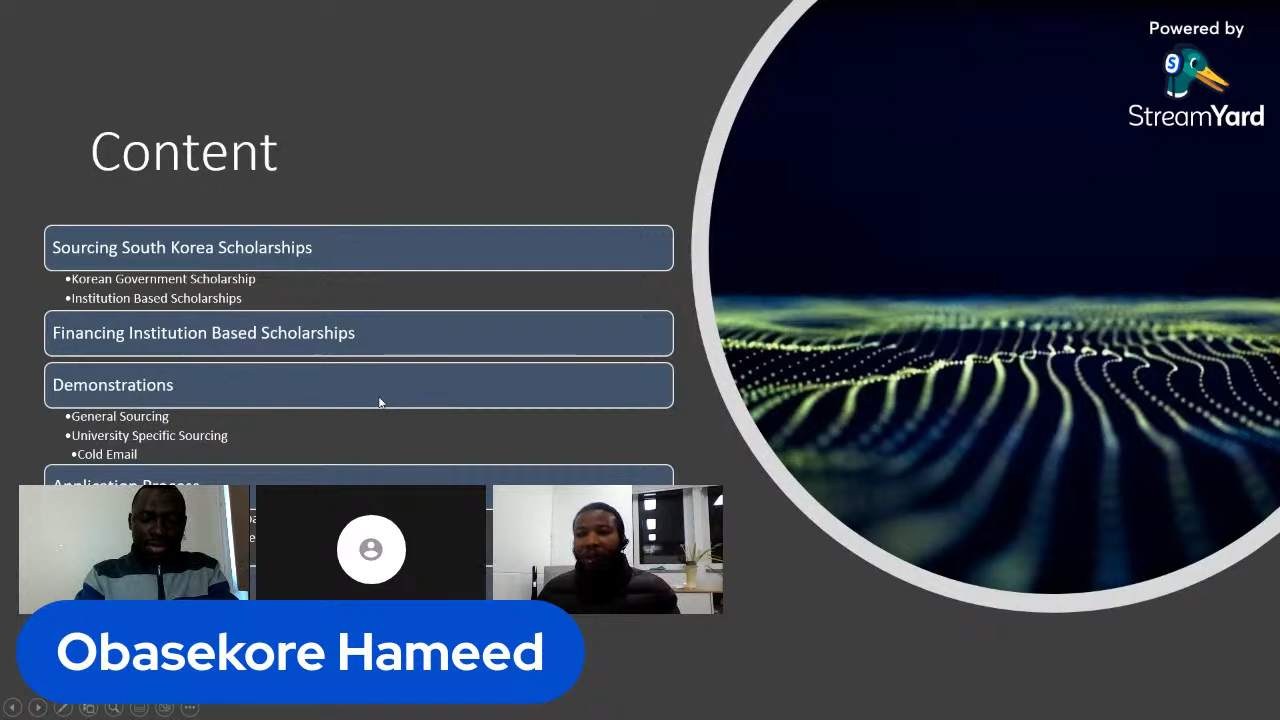 Powered by
S
StreamYard
Content
Sourcing South Korea Scholarships
•Korean Government Scholarship
•Institution Based Scholarships
Financing Institution Based Scholarships
Demonstrations
•General Sourcing
•University Specific Sourcing
•Cold Email
Application Process
Obasekore Hameed